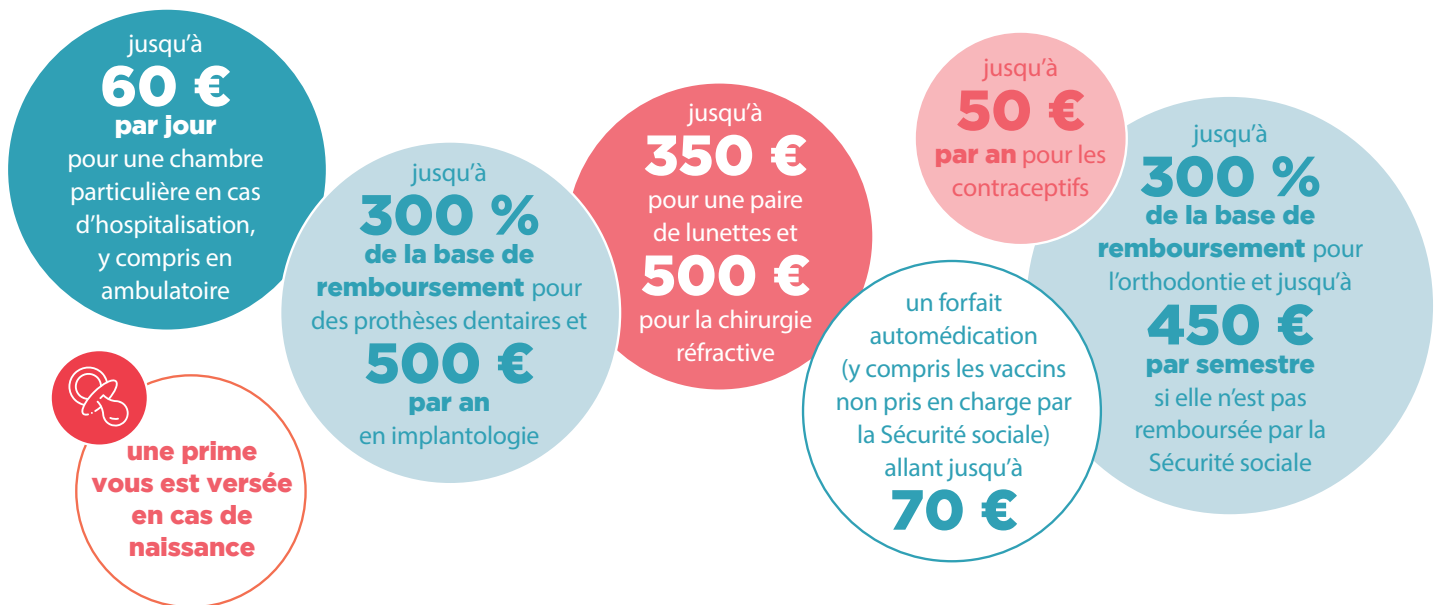 jusqu'à
60 €
par jour
pour une chambre
particulière en cas
d'hospitalisation,
y compris en
ambulatoire
une prime
vous est versée
en cas de
naissance
jusqu'à
300 %
de la base de
remboursement pour
des prothèses dentaires et
500 €
par an
en implantologie
jusqu'à
350 €
pour une paire
de lunettes et
500 €
pour la chirurgie
réfractive
jusqu'à
50 €
par an pour les
contraceptifs
un forfait
automédication
(y compris les vaccins
non pris en charge par
la Sécurité sociale)
allant jusqu'à
70 €
jusqu'à
300 %
de la base de
remboursement pour
l'orthodontie et jusqu'à
450 €
par semestre
si elle n'est pas
remboursée par la
Sécurité sociale